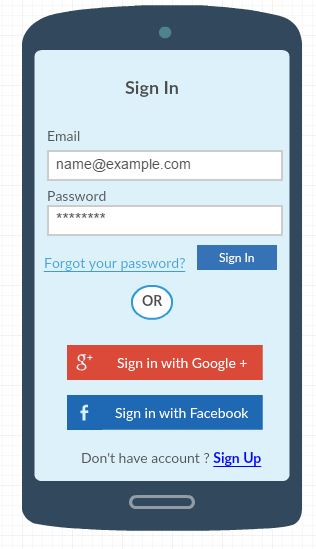 Sign In
Email
name@example.com
Password
********
Forgot your password? Sign In
OR
g+ Sign in with Google +
f Sign in with Facebook
Don't have account ? Sign Up